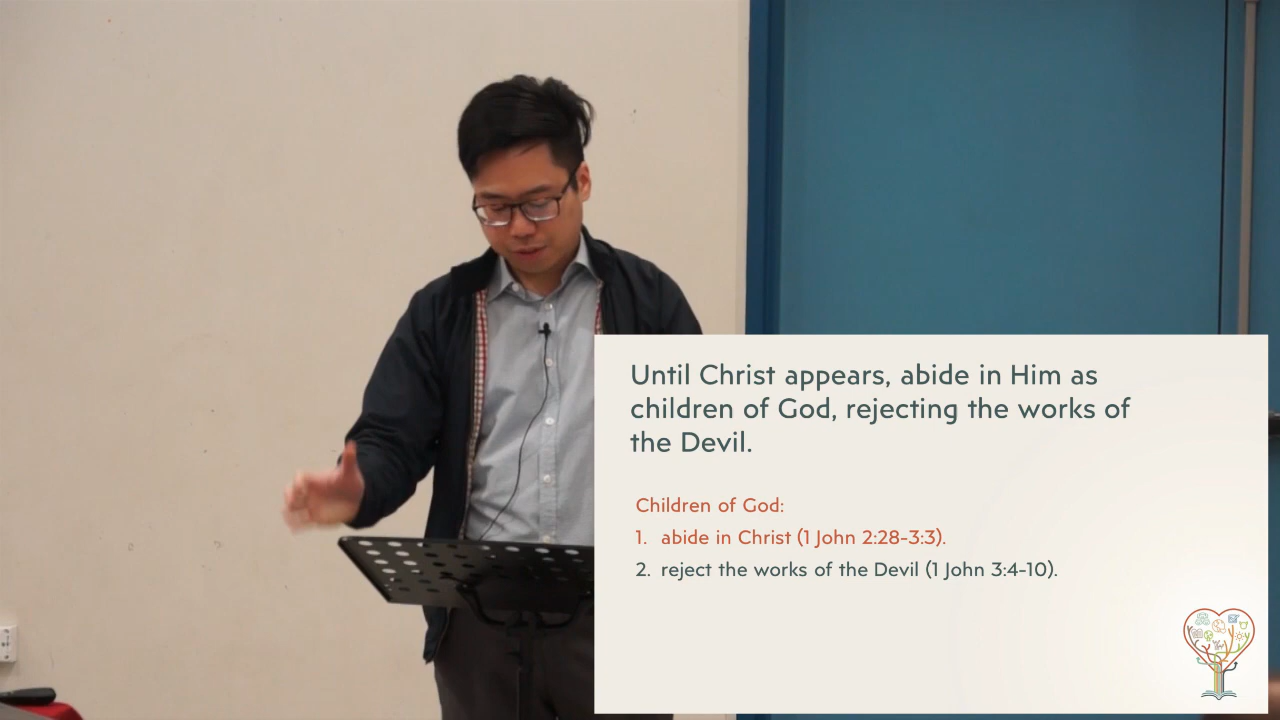 Until Christ appears, abide in Him as
children of God, rejecting the works of
the Devil.
Children of God:
1. abide in Christ (1 John 2:28-3:3).
2. reject the works of the Devil (1 John 3:4-10).